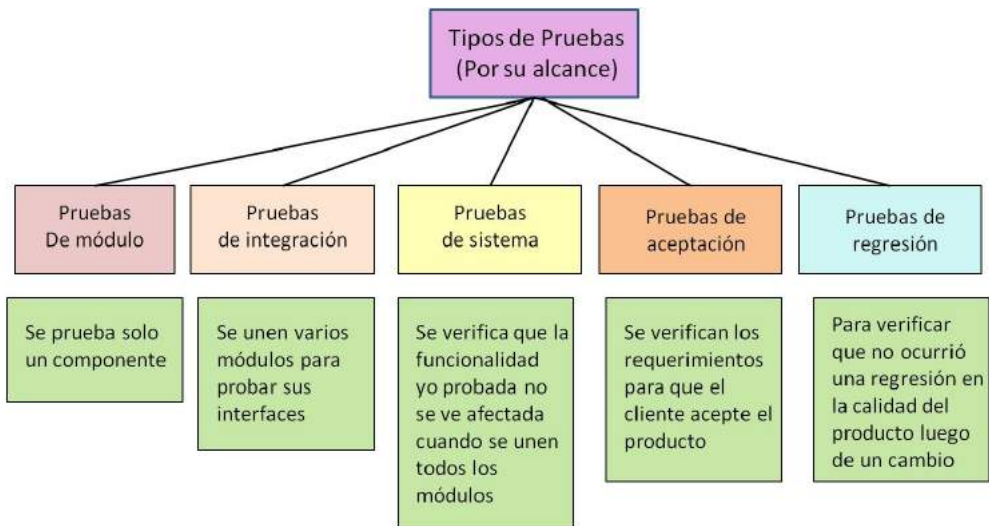 Tipos de Pruebas
(Por su alcance)
Pruebas
De módulo
Pruebas
de integración
Pruebas
de sistema
Pruebas de
aceptación
Pruebas de
regresión
Se prueba solo
un componente
Se unen varios
módulos para
probar sus
interfaces
Se verifica que la
funcionalidad
yo probada no
se ve afectada
cuando se unen
todos los
módulos
Se verifican los
requerimientos
para que el
cliente acepte el
producto
Para verificar
que no ocurrió
una regresión en
la calidad del
producto luego
de un cambio